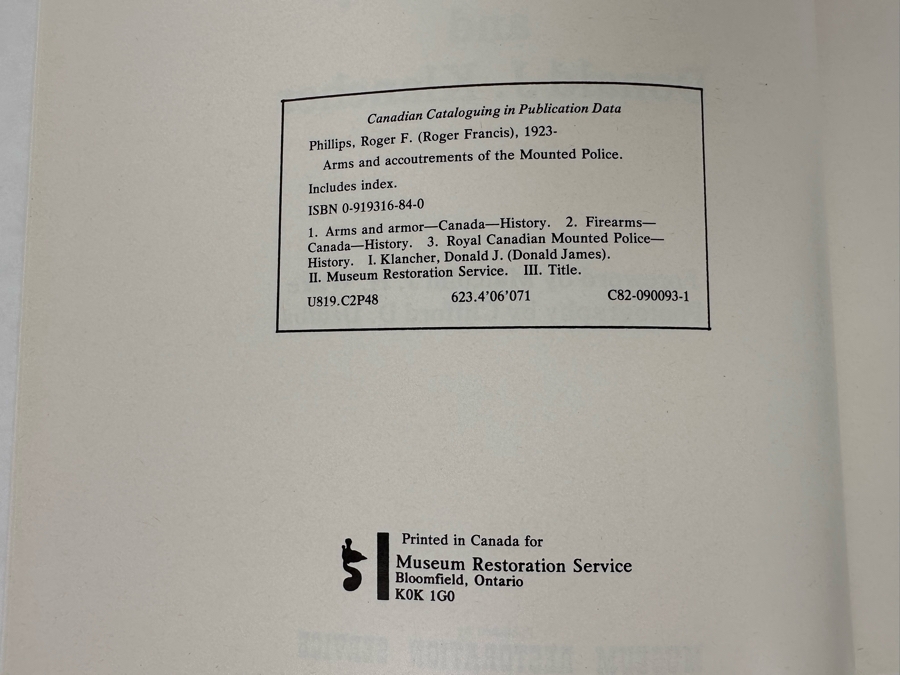 Canadian Cataloguing in Publication Data
Phillips, Roger F. (Roger Francis), 1923-
Arms and accoutrements of the Mounted Police.
Includes index.
ISBN 0-919316-84-0
1. Arms and armor—Canada—History. 2. Firearms—
Canada—History. 3. Royal Canadian Mounted Police—
History. I. Klancher, Donald J. (Donald James).
II. Museum Restoration Service. III. Title.
U819.C2P48 623.4'06'071 C82-090093-1
Printed in Canada for
Museum Restoration Service
Bloomfield, Ontario
K0K 1G0